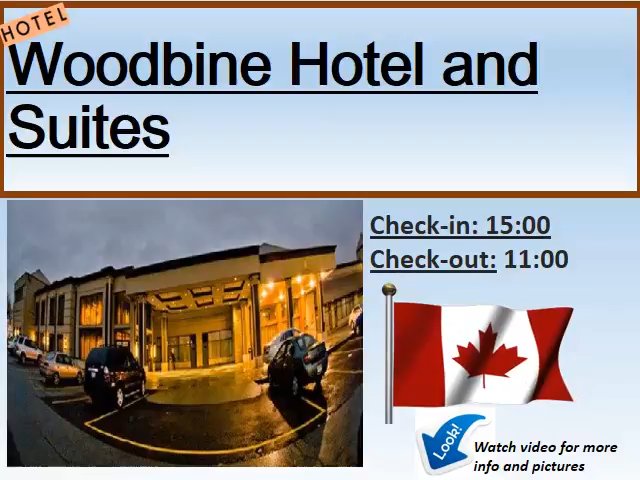 HOTEL
Woodbine Hotel and
Suites
Check-in: 15:00
Check-out: 11:00
Look!
Watch video for more
info and pictures